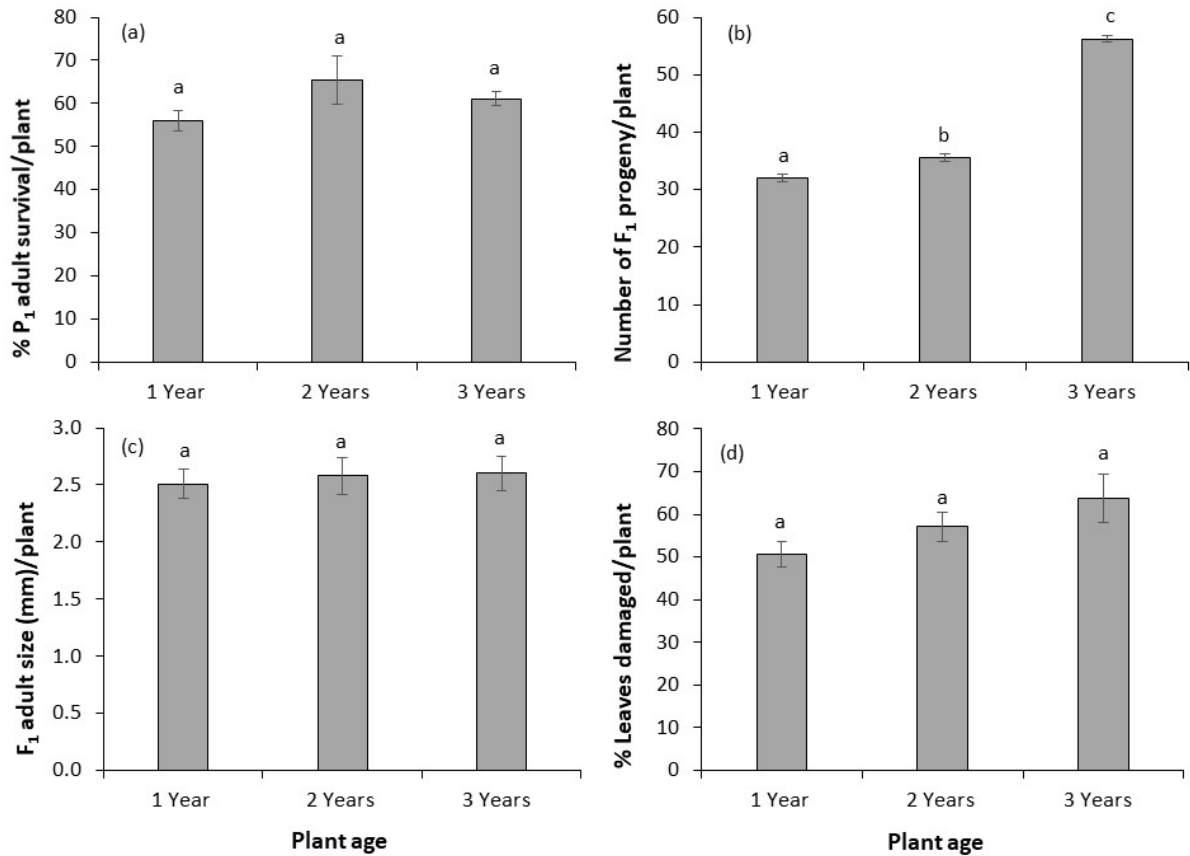 (a)
% P1 adult survival/plant
80
70
60
50
40
30
20
10
0
a
a
a
1 Year
2 Years
3 Years
(b)
Number of F1 progeny/plant
60
50
40
30
20
10
0
a
b
c
1 Year
2 Years
3 Years
(c)
F1 adult size (mm)/plant
3.0
2.5
2.0
1.5
1.0
0.5
0.0
a
a
a
1 Year
2 Years
3 Years
Plant age
(d)
% Leaves damaged/plant
80
70
60
50
40
30
20
10
0
a
a
a
1 Year
2 Years
3 Years
Plant age